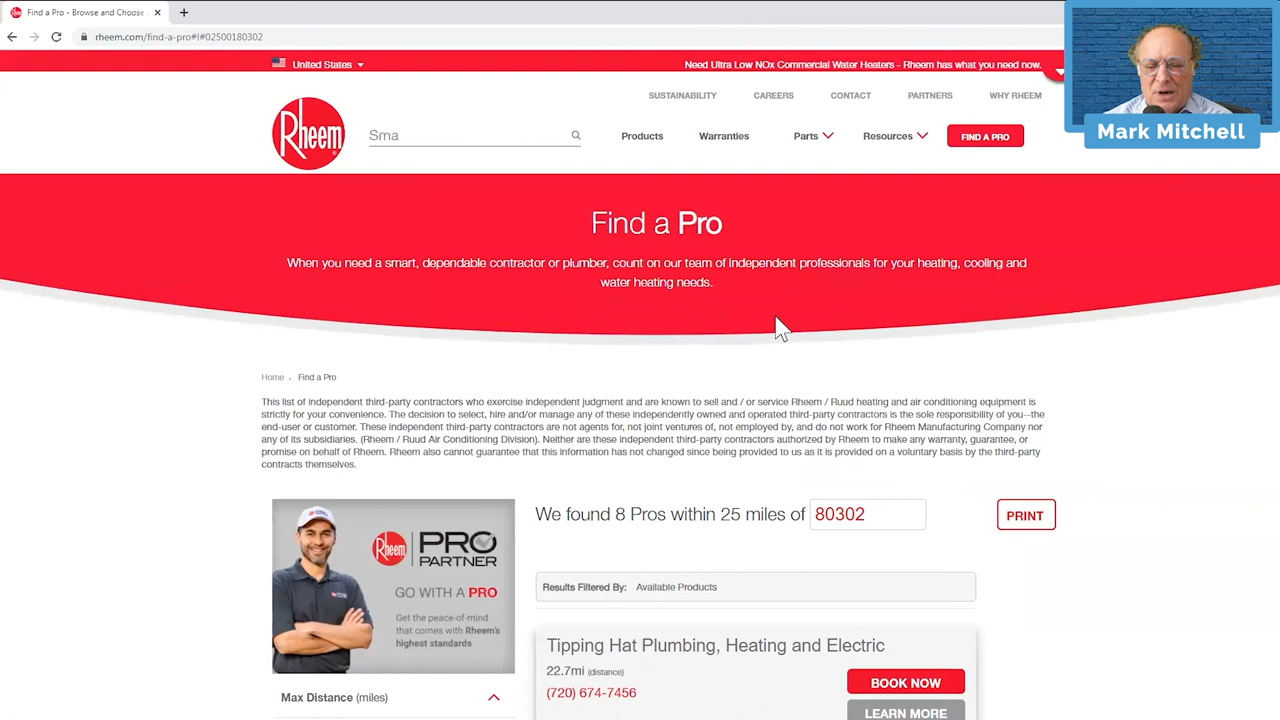 Find a Pro - Browse and Choose
rheem.com/find-a-pro#!#02500180302
United States
Need Ultra Low NOx Commercial Water Heaters - Rheem has what you need now.
SUSTAINABILITY CAREERS CONTACT PARTNERS WHY RHEEM
Rheem
Sma
Products Warranties Parts Resources FIND A PRO
Mark Mitchell
Find a Pro
When you need a smart, dependable contractor or plumber, count on our team of independent professionals for your heating, cooling and
water heating needs.
Home › Find a Pro
This list of independent third-party contractors who exercise independent judgment and are known to sell and / or service Rheem / Ruud heating and air conditioning equipment is
strictly for your convenience. The decision to select, hire and/or manage any of these independently owned and operated third-party contractors is the sole responsibility of you--the
end-user or customer. These independent third-party contractors are not agents for, not joint ventures of, not employed by, and do not work for Rheem Manufacturing Company nor
any of its subsidiaries. (Rheem / Ruud Air Conditioning Division). Neither are these independent third-party contractors authorized by Rheem to make any warranty, guarantee, or
promise on behalf of Rheem. Rheem also cannot guarantee that this information has not changed since being provided to us as it is provided on a voluntary basis by the third-party
contracts themselves.
Rheem PRO
PARTNER
GO WITH A PRO
Get the peace-of-mind
that comes with Rheem's
highest standards
Max Distance (miles)
We found 8 Pros within 25 miles of 80302
PRINT
Results Filtered By: Available Products
Tipping Hat Plumbing, Heating and Electric
22.7mi (distance)
(720) 674-7456
BOOK NOW
LEARN MORE